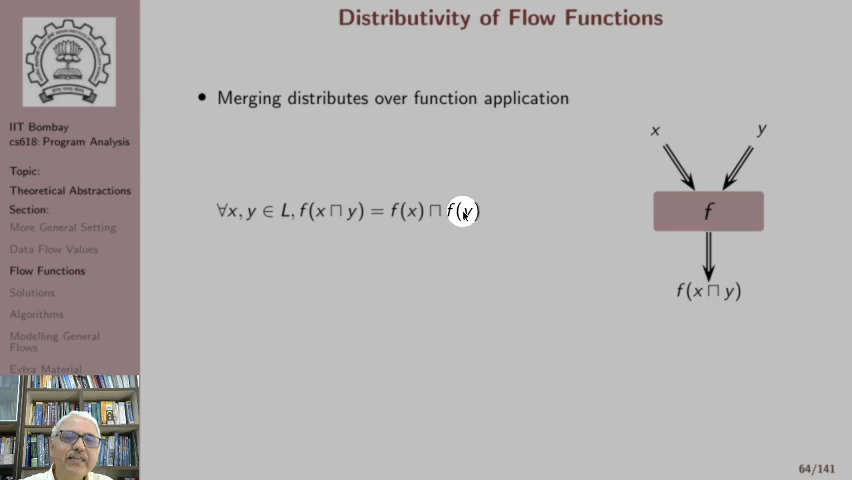 Distributivity of Flow Functions
IIT Bombay
cs618: Program Analysis
Topic:
Theoretical Abstractions
Section:
More General Setting
Data Flow Values
Flow Functions
Solutions
Algorithms
Modelling General
Flows
Extra Material
• Merging distributes over function application
∀x, y ∈ L, f(x ⊓ y) = f(x) ⊓ f(y)
x y
f
f(x ⊓ y)
64/141